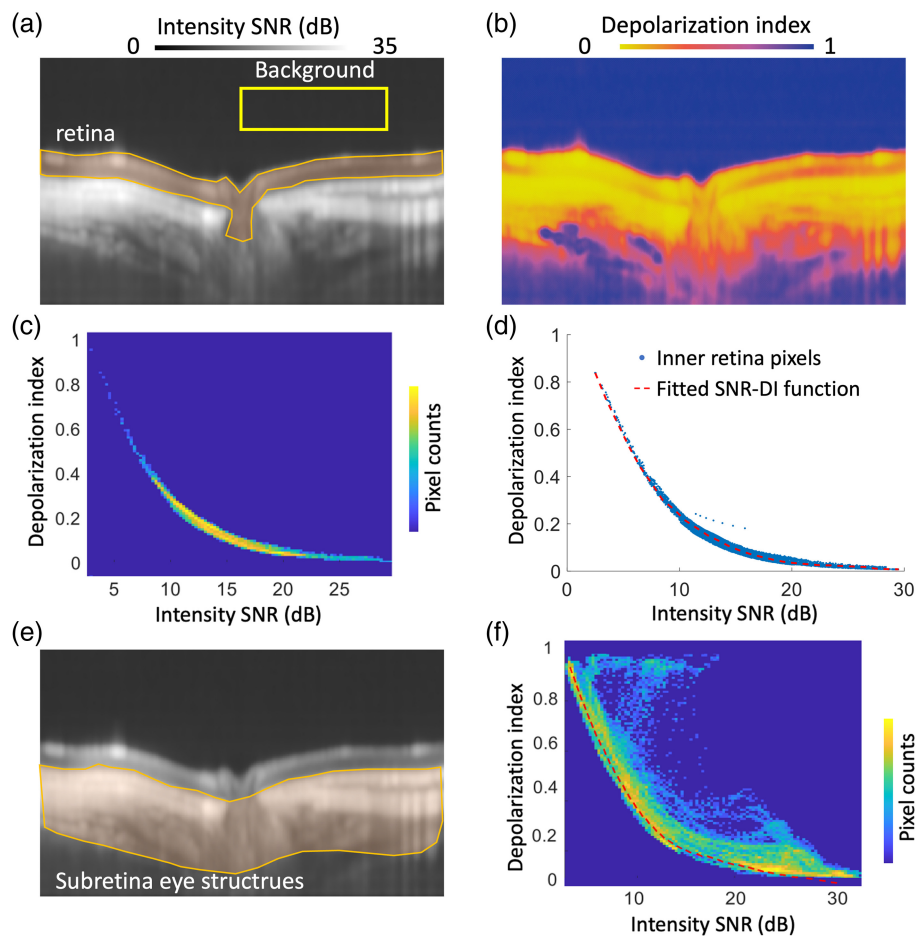 (a)
Intensity SNR (dB)
0 35
Background
retina
(b)
Depolarization index
0 1
(c)
Depolarization index
1
0.8
0.6
0.4
0.2
0
5 10 15 20 25
Intensity SNR (dB)
Pixel counts
(d)
Depolarization index
1
0.8
0.6
0.4
0.2
0
0 10 20 30
Intensity SNR (dB)
Inner retina pixels
Fitted SNR-DI function
(e)
Subretina eye structrues
(f)
Depolarization index
1
0.8
0.6
0.4
0.2
0
10 20 30
Intensity SNR (dB)
Pixel counts